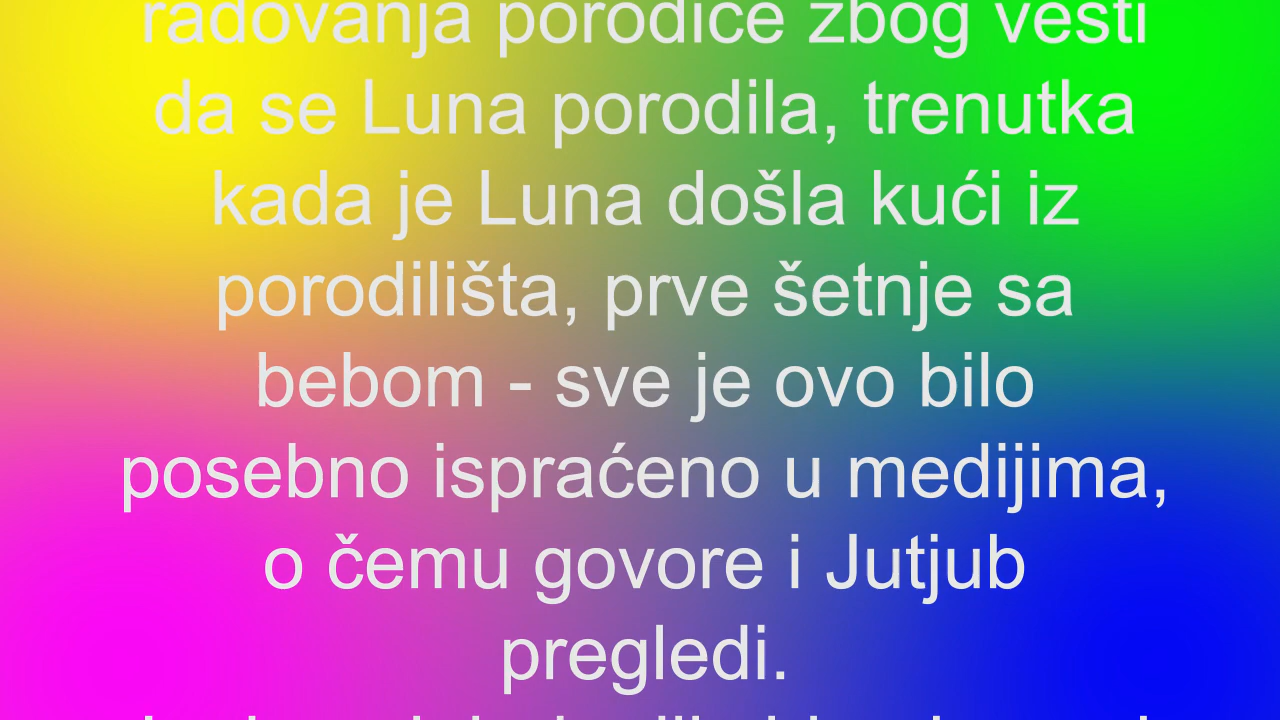 radovanja porodice zbog vesti
da se Luna porodila, trenutka
kada je Luna došla kući iz
porodilišta, prve šetnje sa
bebom - sve je ovo bilo
posebno ispraćeno u medijima,
o čemu govore i Jutjub
pregledi.